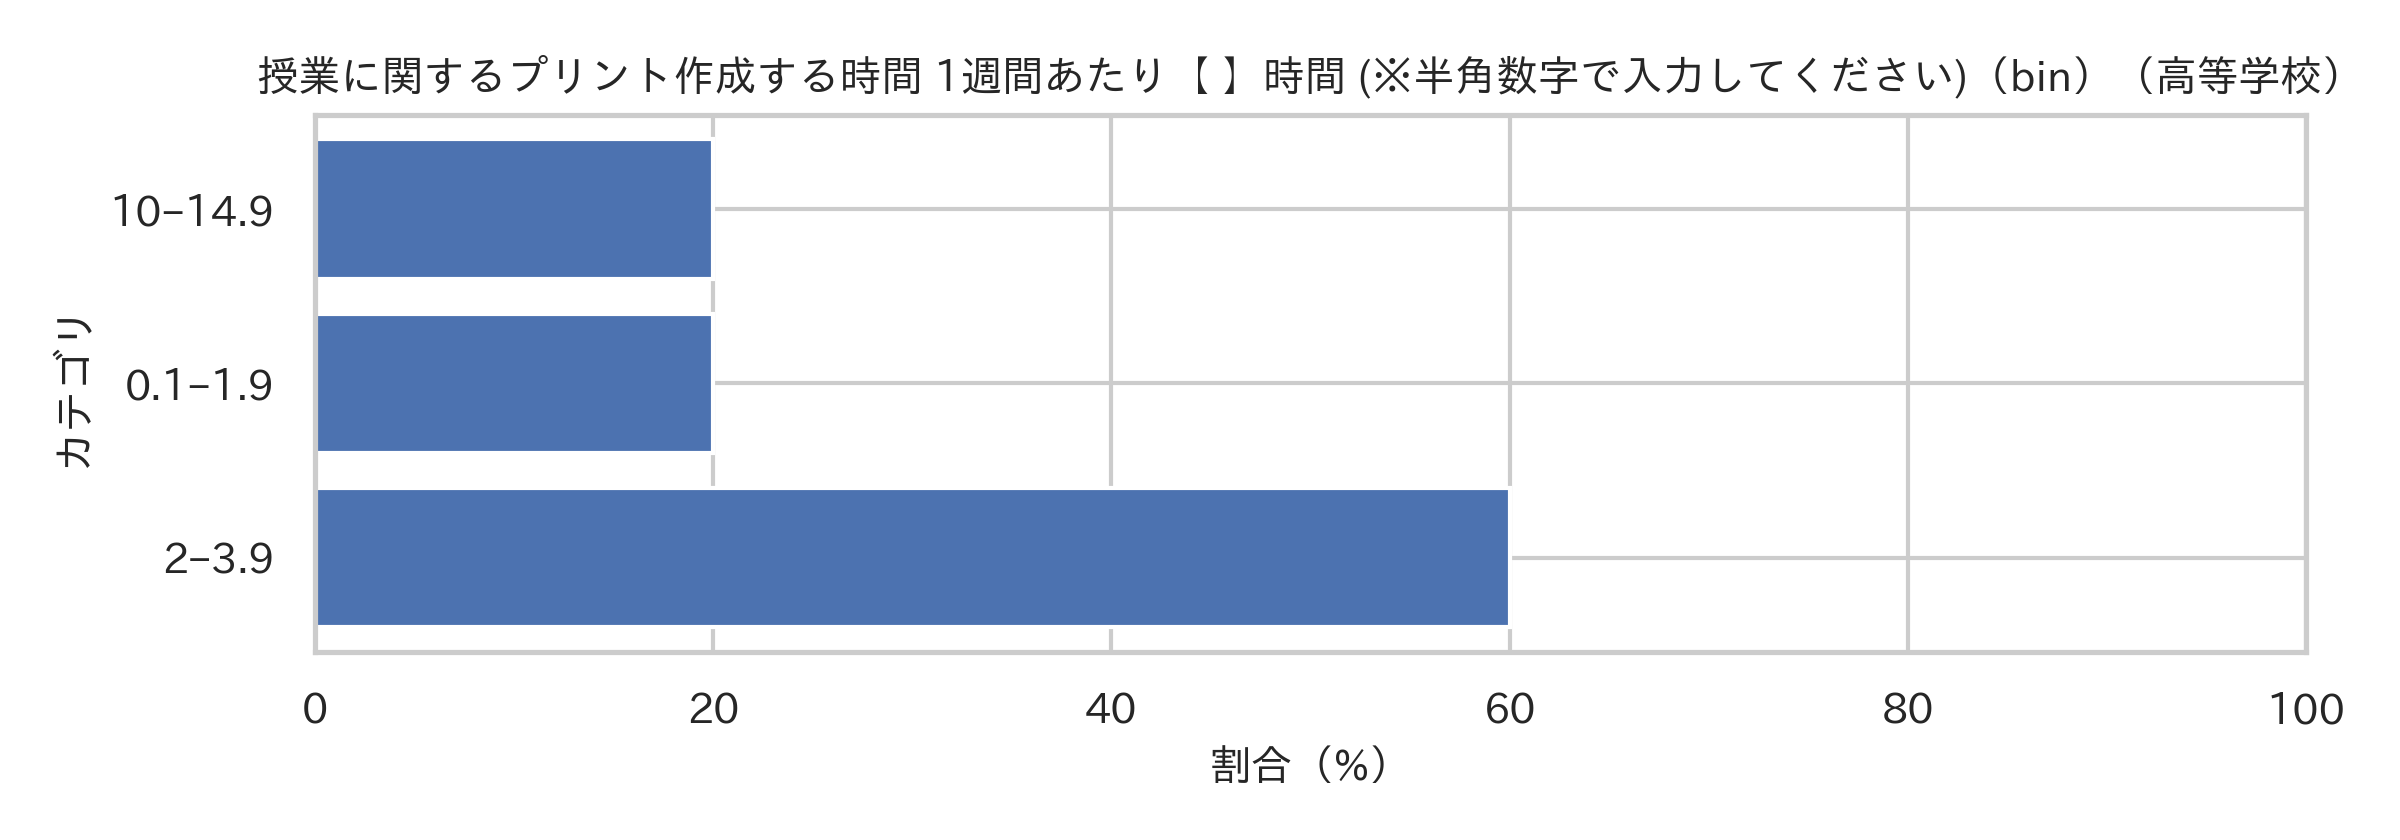 授業に関するプリント作成する時間 1週間あたり【 】時間 (※半角数字で入力してください)（bin）（高等学校）
カテゴリ
10–14.9
0.1–1.9
2–3.9
0 20 40 60 80 100
割合（%）